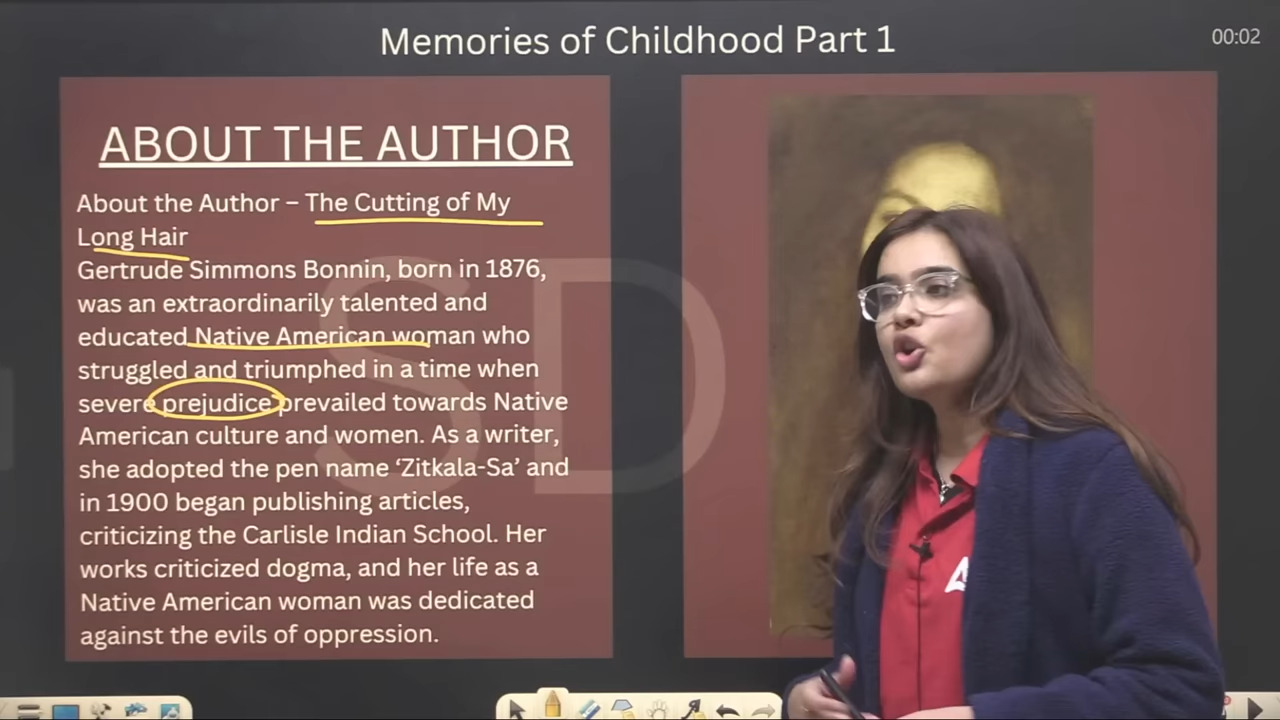 Memories of Childhood Part 1
00:02
ABOUT THE AUTHOR
About the Author – The Cutting of My
Long Hair
Gertrude Simmons Bonnin, born in 1876,
was an extraordinarily talented and
educated Native American woman who
struggled and triumphed in a time when
severe prejudice prevailed towards Native
American culture and women. As a writer,
she adopted the pen name ‘Zitkala-Sa’ and
in 1900 began publishing articles,
criticizing the Carlisle Indian School. Her
works criticized dogma, and her life as a
Native American woman was dedicated
against the evils of oppression.
SD